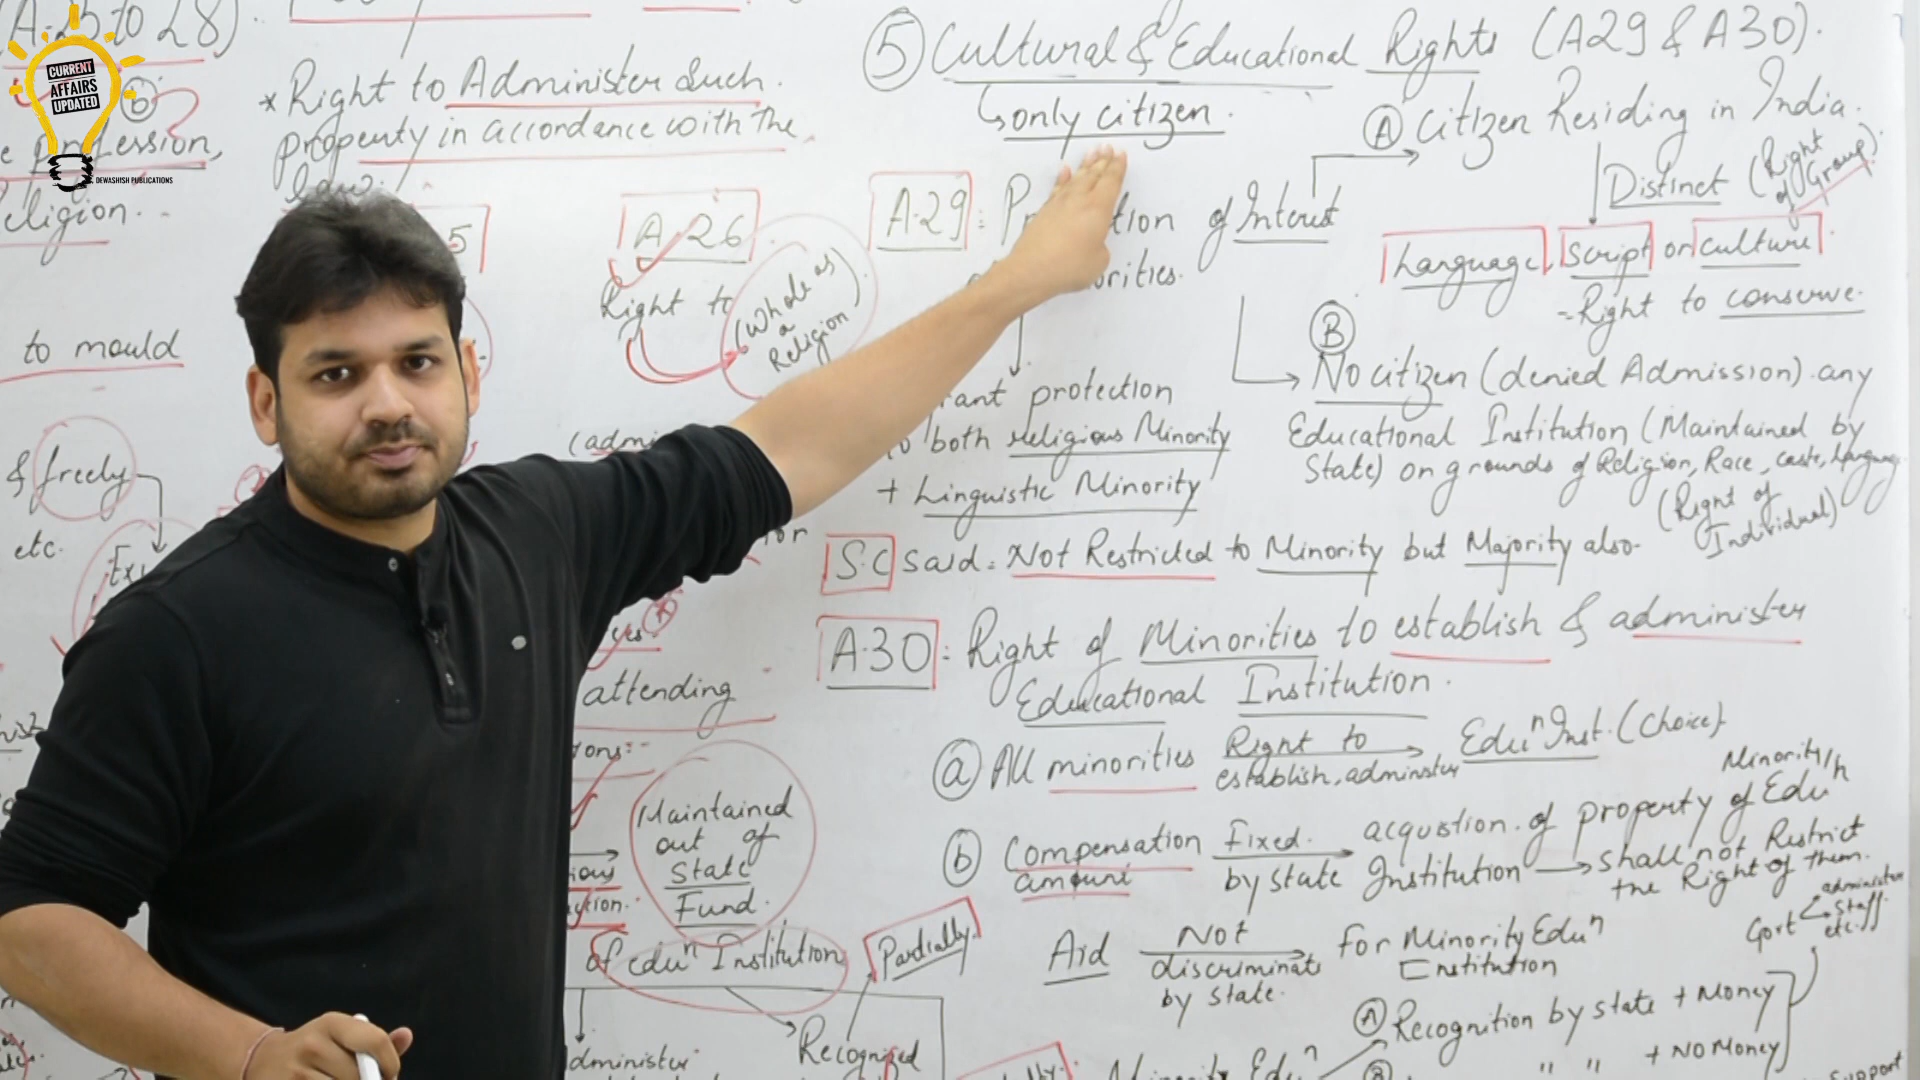 (A.25 to 28).
CURRENT
AFFAIRS
UPDATED
DEWASHISH PUBLICATIONS
b
e profession,
eligion.
to mould
& freely
etc.
* Right to Administer Such
property in accordance with the
law.
5
A.26
Right to
(Whole as
a
Religion)
attending
Maintained
out of
State
Fund.
of eduⁿ Institution
Partially
Recognized
dminister
5 Cultural & Educational Rights (A29 & A30).
↳ only citizen.
A.29 : Pr tion of Interest
orities.
rant protection
to both religious Minority
+ Linguistic Minority
A Citizen Residing in India.
Distinct (Right of Group)
Language, Script or culture
= Right to conserve.
B
No citizen (denied Admission) any
Educational Institution (Maintained by
State) on grounds of Religion, Race, caste, Language
(Right of
Individual)
S.C Said = Not Restricted to Minority but Majority also
A.30 : Right of Minorities to establish & administer
Educational Institution.
a All minorities Right to establish, adminster → Eduⁿ Inst. (Choice)
b Compensation amount Fixed. by state → acqustion of property of Minority Eduⁿ
Institution → shall not Restrict
the Right of them.
Govt
administer
staff
etc.
Aid Not discriminate by state. → for Minority Eduⁿ
Institution
A Recognition by state + Money
B " " + NO Money
Minority Eduⁿ